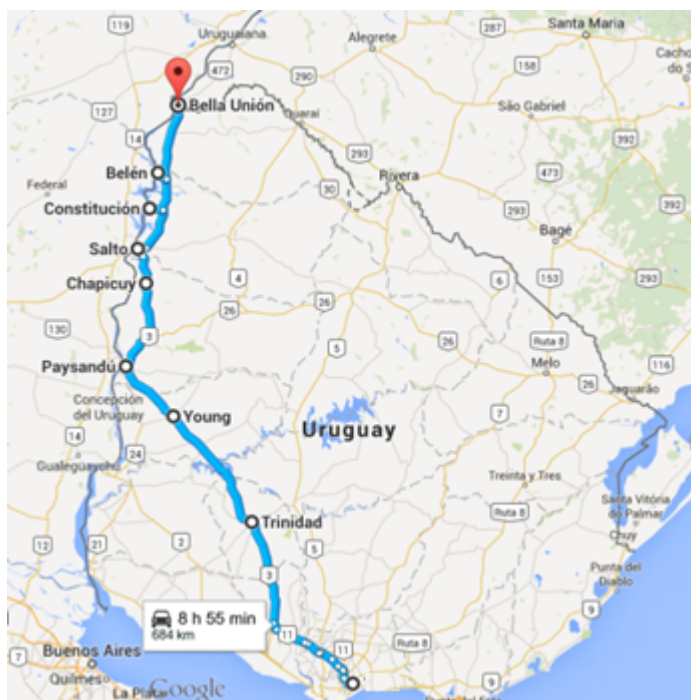 119
Uruguaiana
Alegrete
287
Santa Maria
392
472
290
São Gabriel
127
Bella Unión
Quaraí
14
293
473
392
Belén
Federal
30
Rivera
Constitución
293
Bagé
Salto
4
153
293
Chapicuy
6
26
130
3
26
5
Ruta 8
Paysandú
Melo
116
26
Jaguarão
Concepción
del Uruguay
Young
Uruguay
7
14
24
Gualeguaychú
Treinta y Tres
Santa Vitória
do Palmar
Trinidad
Ruta 8
Chuy
12
21
2
5
3
Punta del
Diablo
8 h 55 min
684 km
9
11
11
Ruta 8
9
Buenos Aires
7
Quilmes
La Plata
Google
9